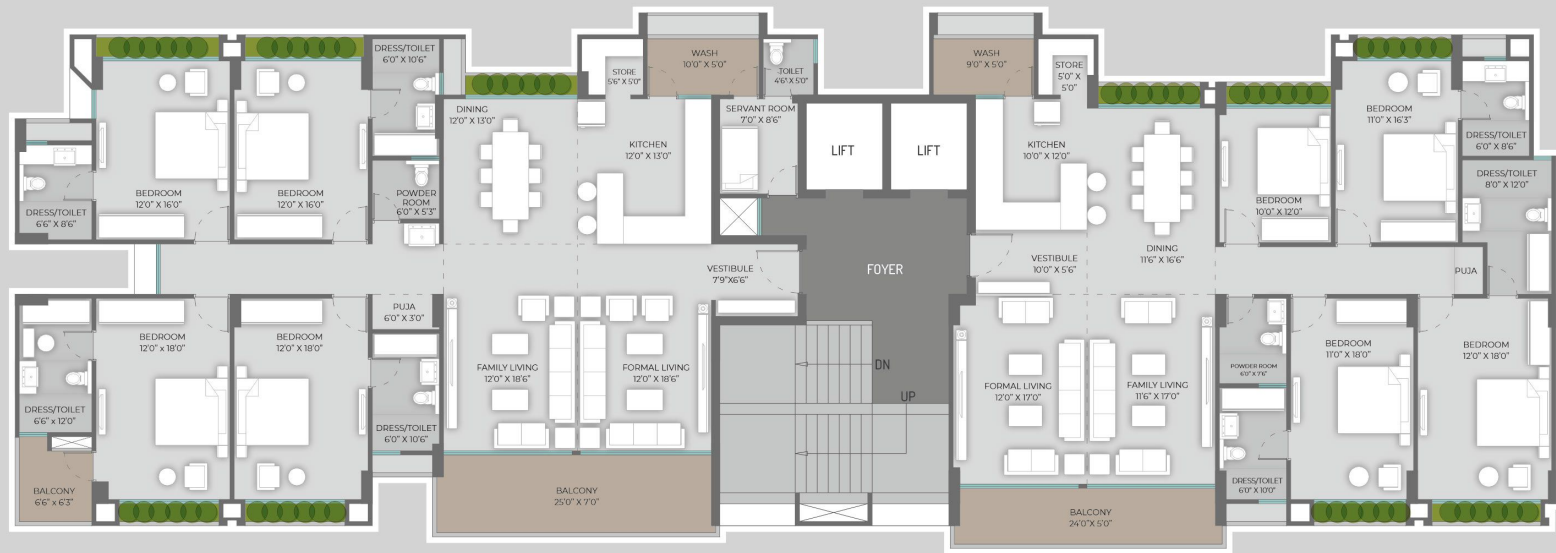 DRESS/TOILET
6'0" X 10'6"
BEDROOM
12'0" X 16'0"
BEDROOM
12'0" X 16'0"
DRESS/TOILET
6'6" X 8'6"
POWDER
ROOM
6'0" X 5'3"
DINING
12'0" X 13'0"
STORE
5'6" X 5'0"
WASH
10'0" X 5'0"
TOILET
4'6" X 5'0"
KITCHEN
12'0" X 13'0"
SERVANT ROOM
7'0" X 8'6"
LIFT
LIFT
FOYER
VESTIBULE
7'9"X6'6"
PUJA
6'0" X 3'0"
BEDROOM
12'0" x 18'0"
BEDROOM
12'0" X 18'0"
DRESS/TOILET
6'6" x 12'0"
DRESS/TOILET
6'0" X 10'6"
BALCONY
6'6" x 6'3"
FAMILY LIVING
12'0" X 18'6"
FORMAL LIVING
12'0" X 18'6"
BALCONY
25'0" X 7'0"
DN
UP
WASH
9'0" X 5'0"
STORE
5'0" X
5'0"
KITCHEN
10'0" X 12'0"
VESTIBULE
10'0" X 5'6"
DINING
11'6" X 16'6"
BEDROOM
10'0" X 12'0"
BEDROOM
11'0" X 16'3"
DRESS/TOILET
6'0" X 8'6"
DRESS/TOILET
8'0" X 12'0"
PUJA
FORMAL LIVING
12'0" X 17'0"
FAMILY LIVING
11'6" X 17'0"
POWDER ROOM
6'0" X 7'6"
BEDROOM
11'0" X 18'0"
BEDROOM
12'0" X 18'0"
DRESS/TOILET
6'0" X 10'0"
BALCONY
24'0"X 5'0"